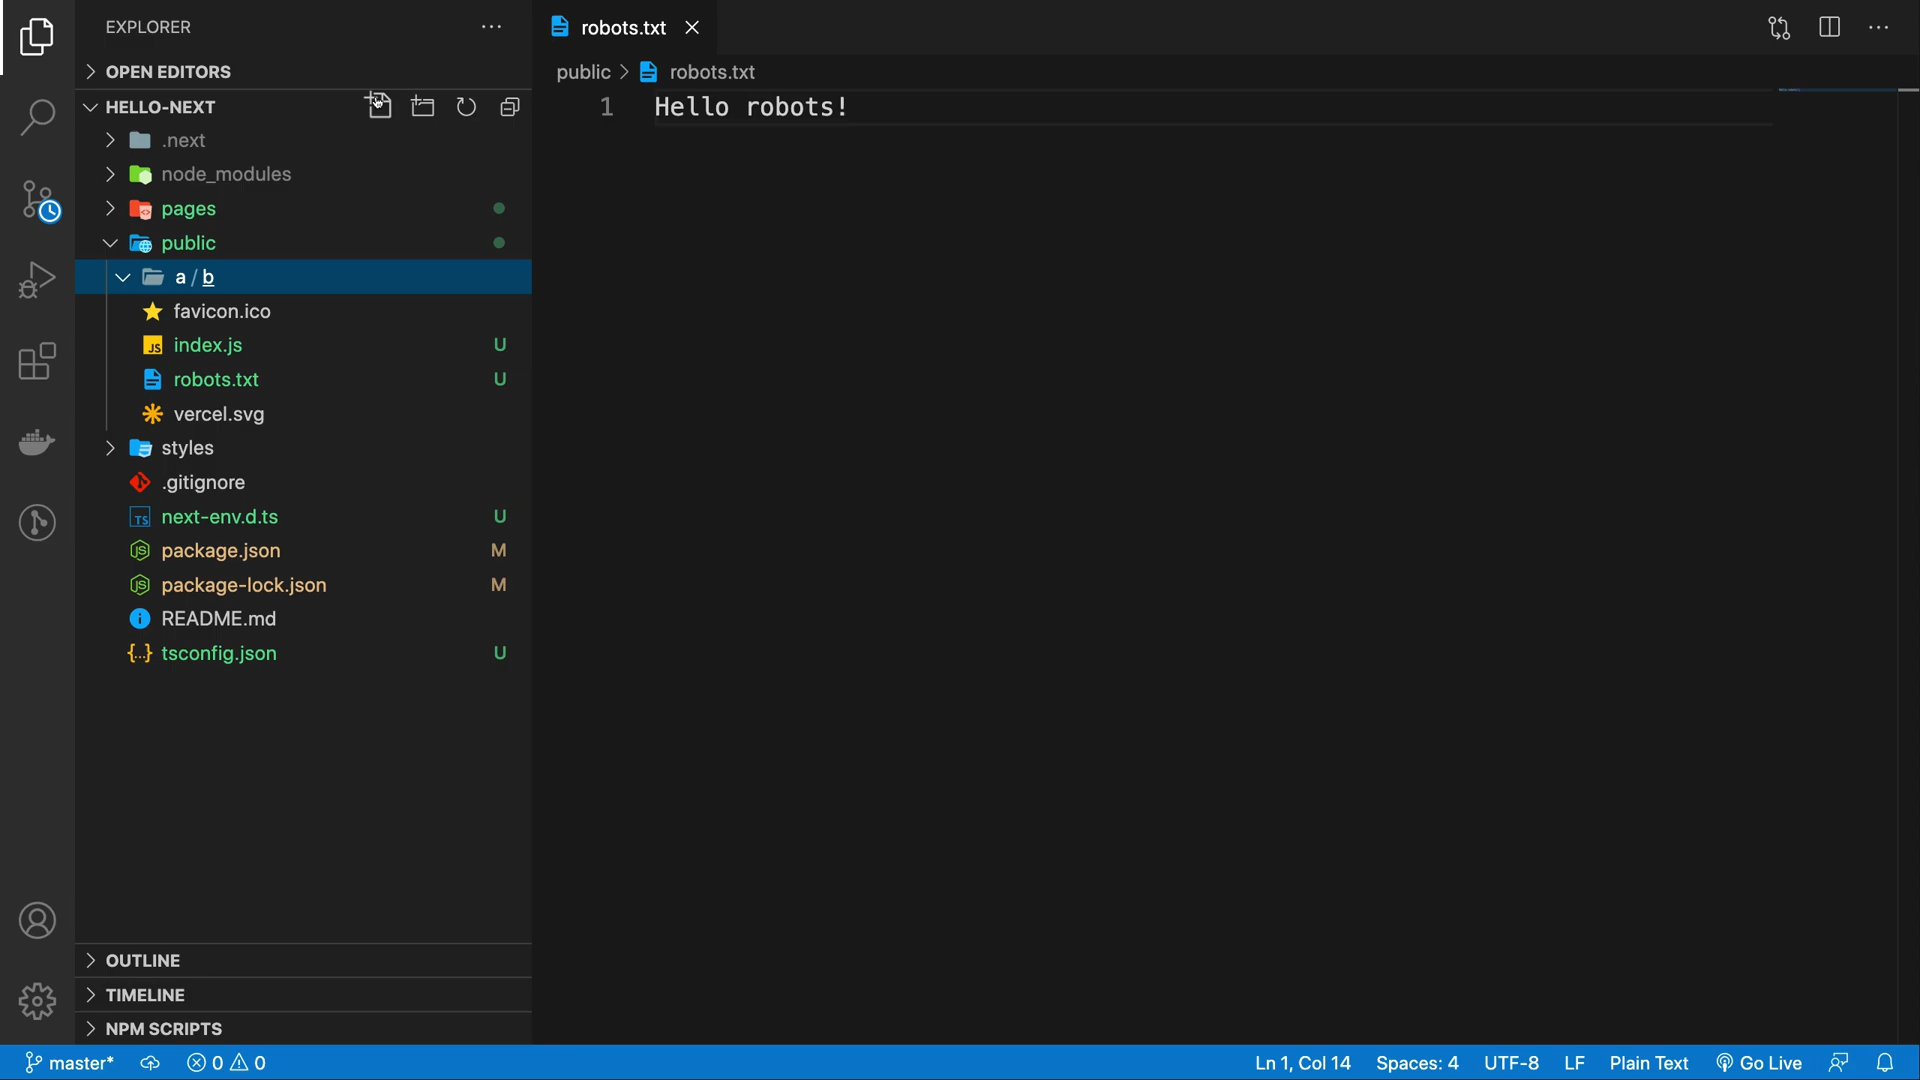 EXPLORER
OPEN EDITORS
HELLO-NEXT
.next
node_modules
pages
public
a / b
favicon.ico
index.js U
robots.txt U
vercel.svg
styles
.gitignore
next-env.d.ts U
package.json M
package-lock.json M
README.md
tsconfig.json U
OUTLINE
TIMELINE
NPM SCRIPTS
robots.txt
public > robots.txt
1 Hello robots!
master* 0 0 Ln 1, Col 14 Spaces: 4 UTF-8 LF Plain Text Go Live